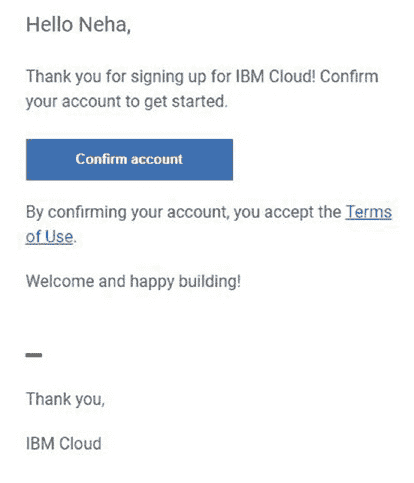 Hello Neha,
Thank you for signing up for IBM Cloud! Confirm
your account to get started.
Confirm account
By confirming your account, you accept the Terms
of Use.
Welcome and happy building!
Thank you,
IBM Cloud